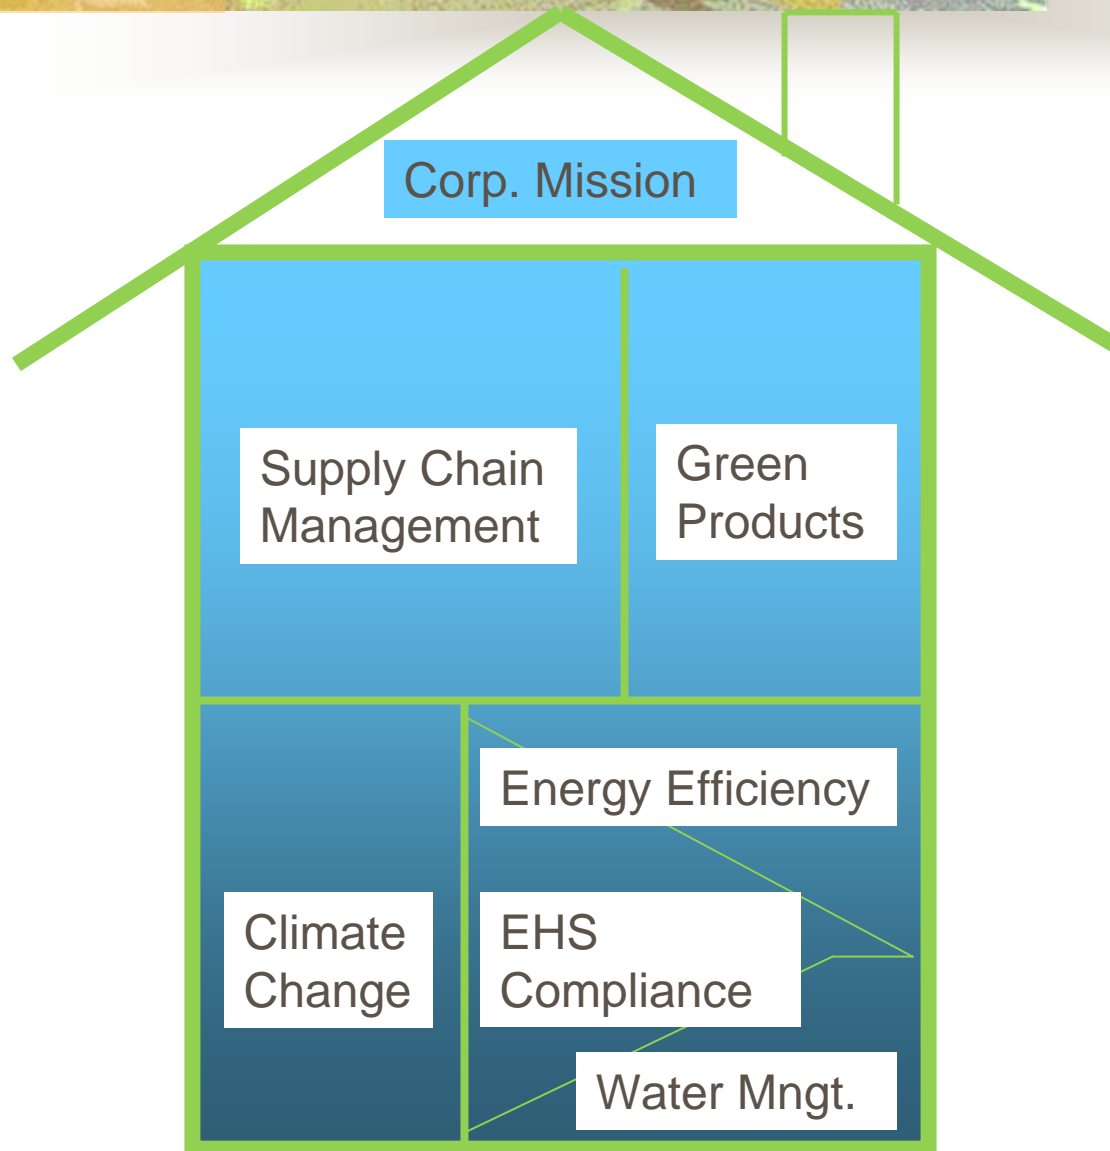 Corp. Mission
Supply Chain
Management
Green
Products
Energy Efficiency
Climate
Change
EHS
Compliance
Water Mngt.